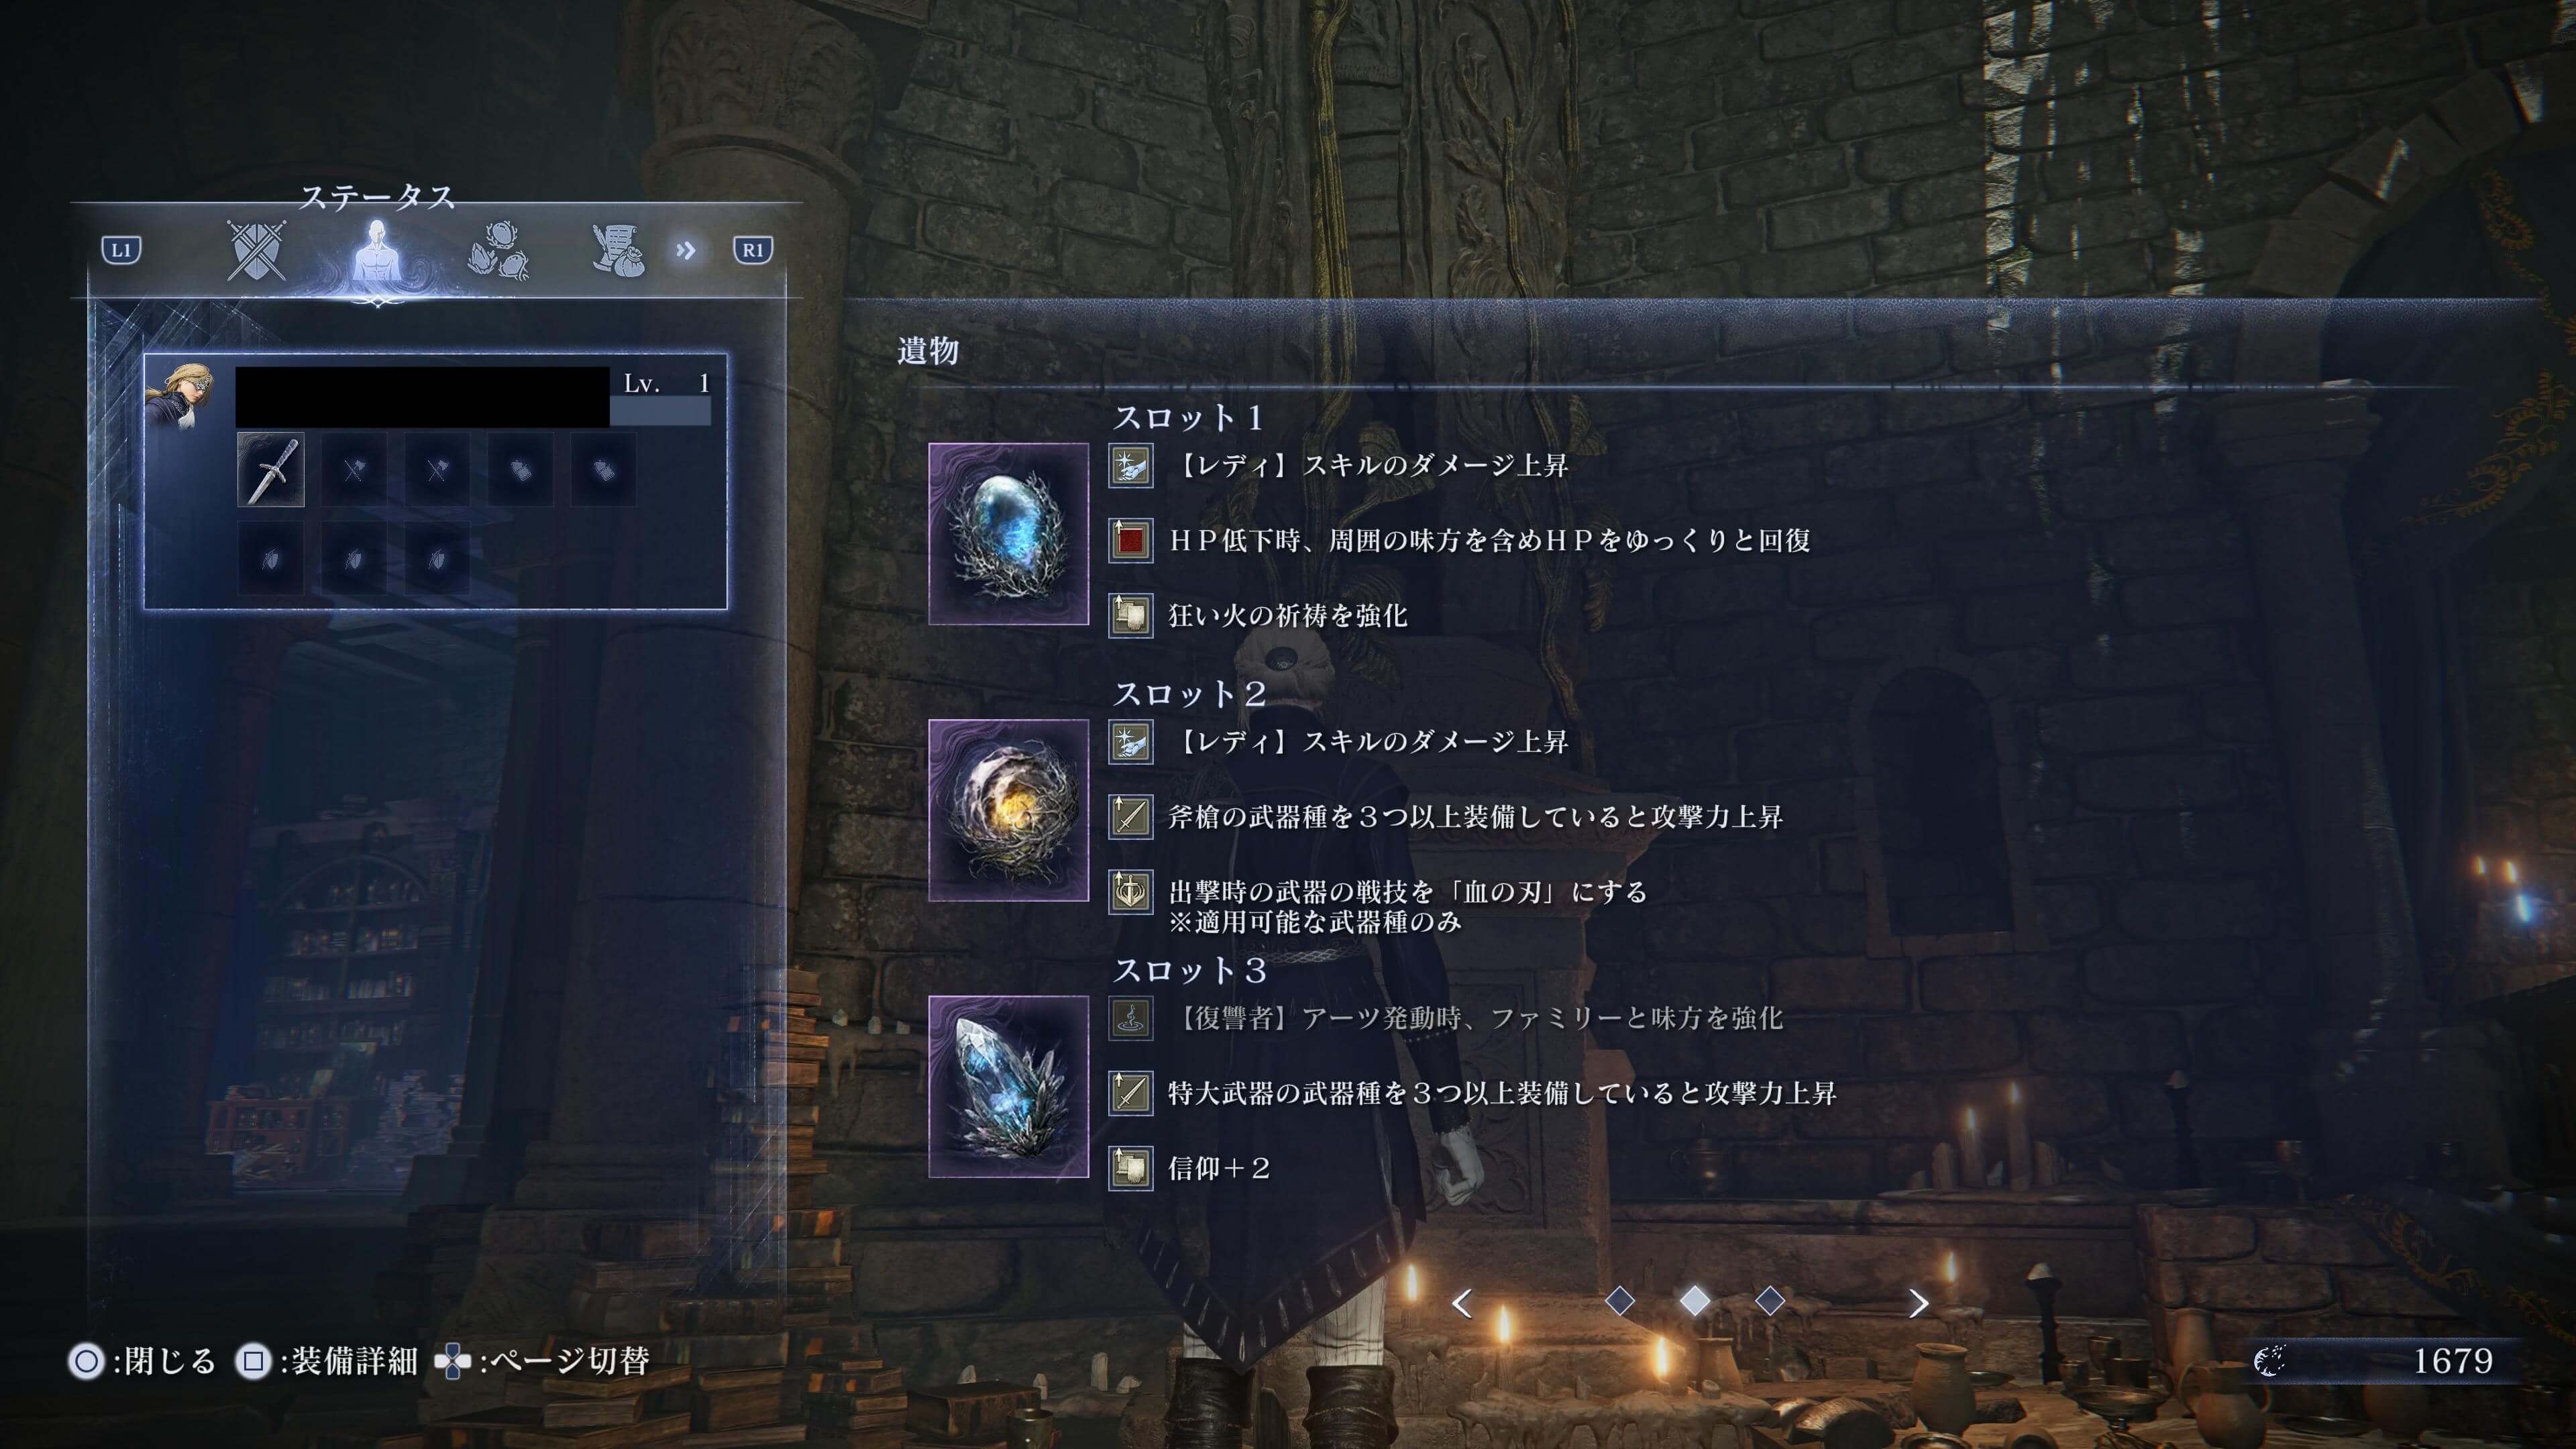 ステータス
L1
R1
Lv. 1
遺物
スロット1
【レディ】スキルのダメージ上昇
HP低下時、周囲の味方を含めHPをゆっくりと回復
狂い火の祈祷を強化
スロット2
【レディ】スキルのダメージ上昇
斧槍の武器種を3つ以上装備していると攻撃力上昇
出撃時の武器の戦技を「血の刃」にする
※適用可能な武器種のみ
スロット3
【復讐者】アーツ発動時、ファミリーと味方を強化
特大武器の武器種を3つ以上装備していると攻撃力上昇
信仰+2
:閉じる :装備詳細 :ページ切替
1679